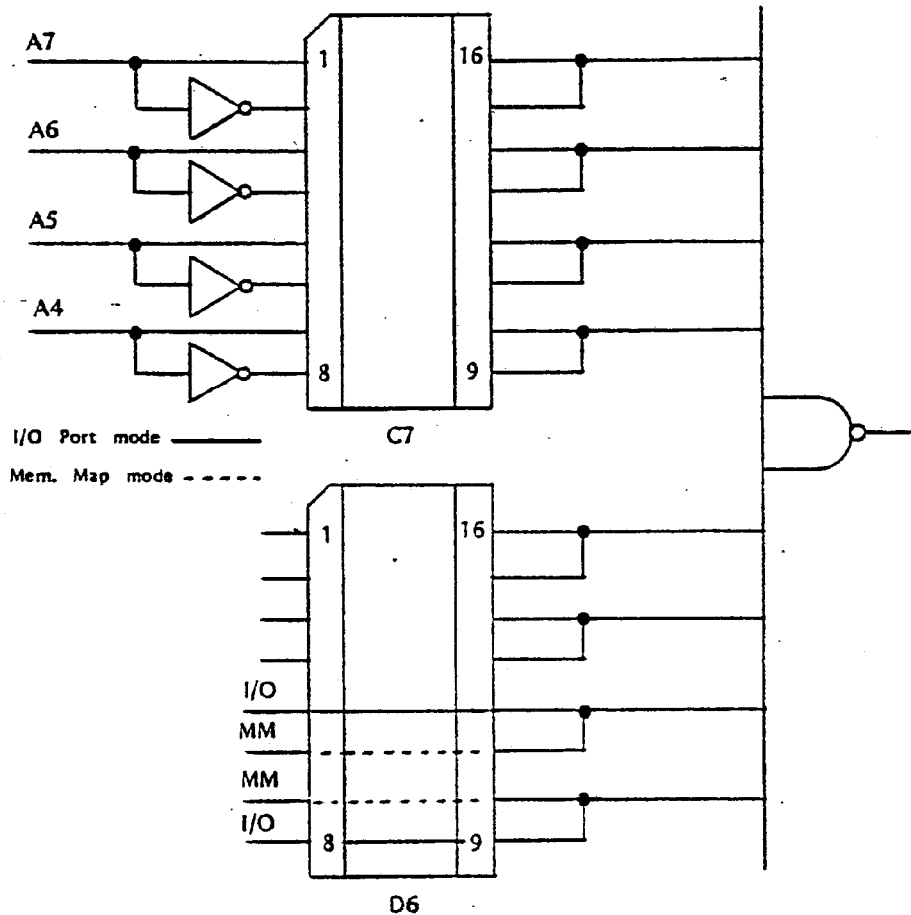 A7
1
16
A6
A5
A4
8
9
C7
I/O Port mode
Mem. Map mode
1
16
I/O
MM
MM
I/O
8
9
D6